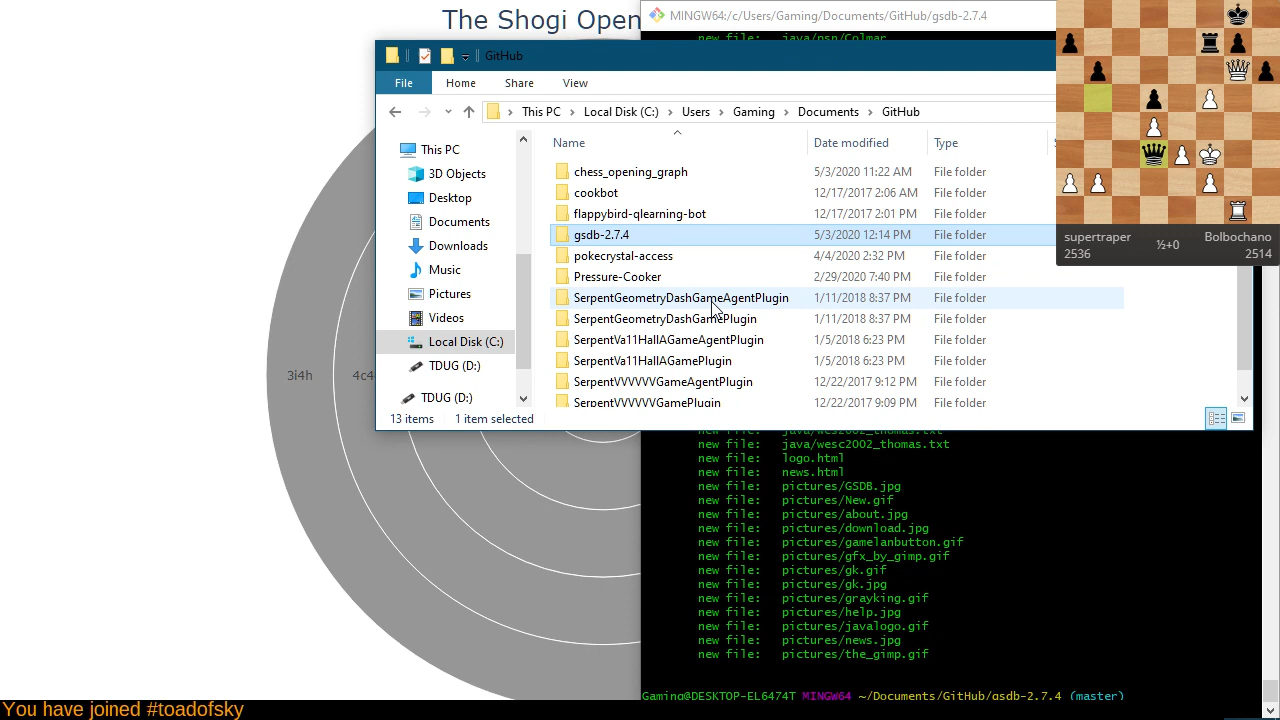 The Shogi Open
MINGW64:/c/Users/Gaming/Documents/GitHub/gsdb-2.7.4
new file: java/psn/Colmar
GitHub
File Home Share View
This PC > Local Disk (C:) > Users > Gaming > Documents > GitHub
Name Date modified Type
This PC
3D Objects
Desktop
Documents
Downloads
Music
Pictures
Videos
Local Disk (C:)
TDUG (D:)
TDUG (D:)
chess_opening_graph 5/3/2020 11:22 AM File folder
cookbot 12/17/2017 2:06 AM File folder
flappybird-qlearning-bot 12/17/2017 2:01 PM File folder
gsdb-2.7.4 5/3/2020 12:14 PM File folder
pokecrystal-access 4/4/2020 2:32 PM File folder
Pressure-Cooker 2/29/2020 7:40 PM File folder
SerpentGeometryDashGameAgentPlugin 1/11/2018 8:37 PM File folder
SerpentGeometryDashGamePlugin 1/11/2018 8:37 PM File folder
SerpentVa11HallAGameAgentPlugin 1/5/2018 6:23 PM File folder
SerpentVa11HallAGamePlugin 1/5/2018 6:23 PM File folder
SerpentVVVVVVGameAgentPlugin 12/22/2017 9:12 PM File folder
SerpentVVVVVVGamePlugin 12/22/2017 9:09 PM File folder
13 items 1 item selected
supertraper ½+0 Bolbochano
2536 2514
3i4h 4c4
new file: java/wesc2002_thomas.txt
new file: logo.html
new file: news.html
new file: pictures/GSDB.jpg
new file: pictures/New.gif
new file: pictures/about.jpg
new file: pictures/download.jpg
new file: pictures/gamelanbutton.gif
new file: pictures/gfx_by_gimp.gif
new file: pictures/gk.gif
new file: pictures/gk.jpg
new file: pictures/grayking.gif
new file: pictures/help.jpg
new file: pictures/javalogo.gif
new file: pictures/news.jpg
new file: pictures/the_gimp.gif
Gaming@DESKTOP-EL6474T MINGW64 ~/Documents/GitHub/gsdb-2.7.4 (master)
You have joined #toadofsky